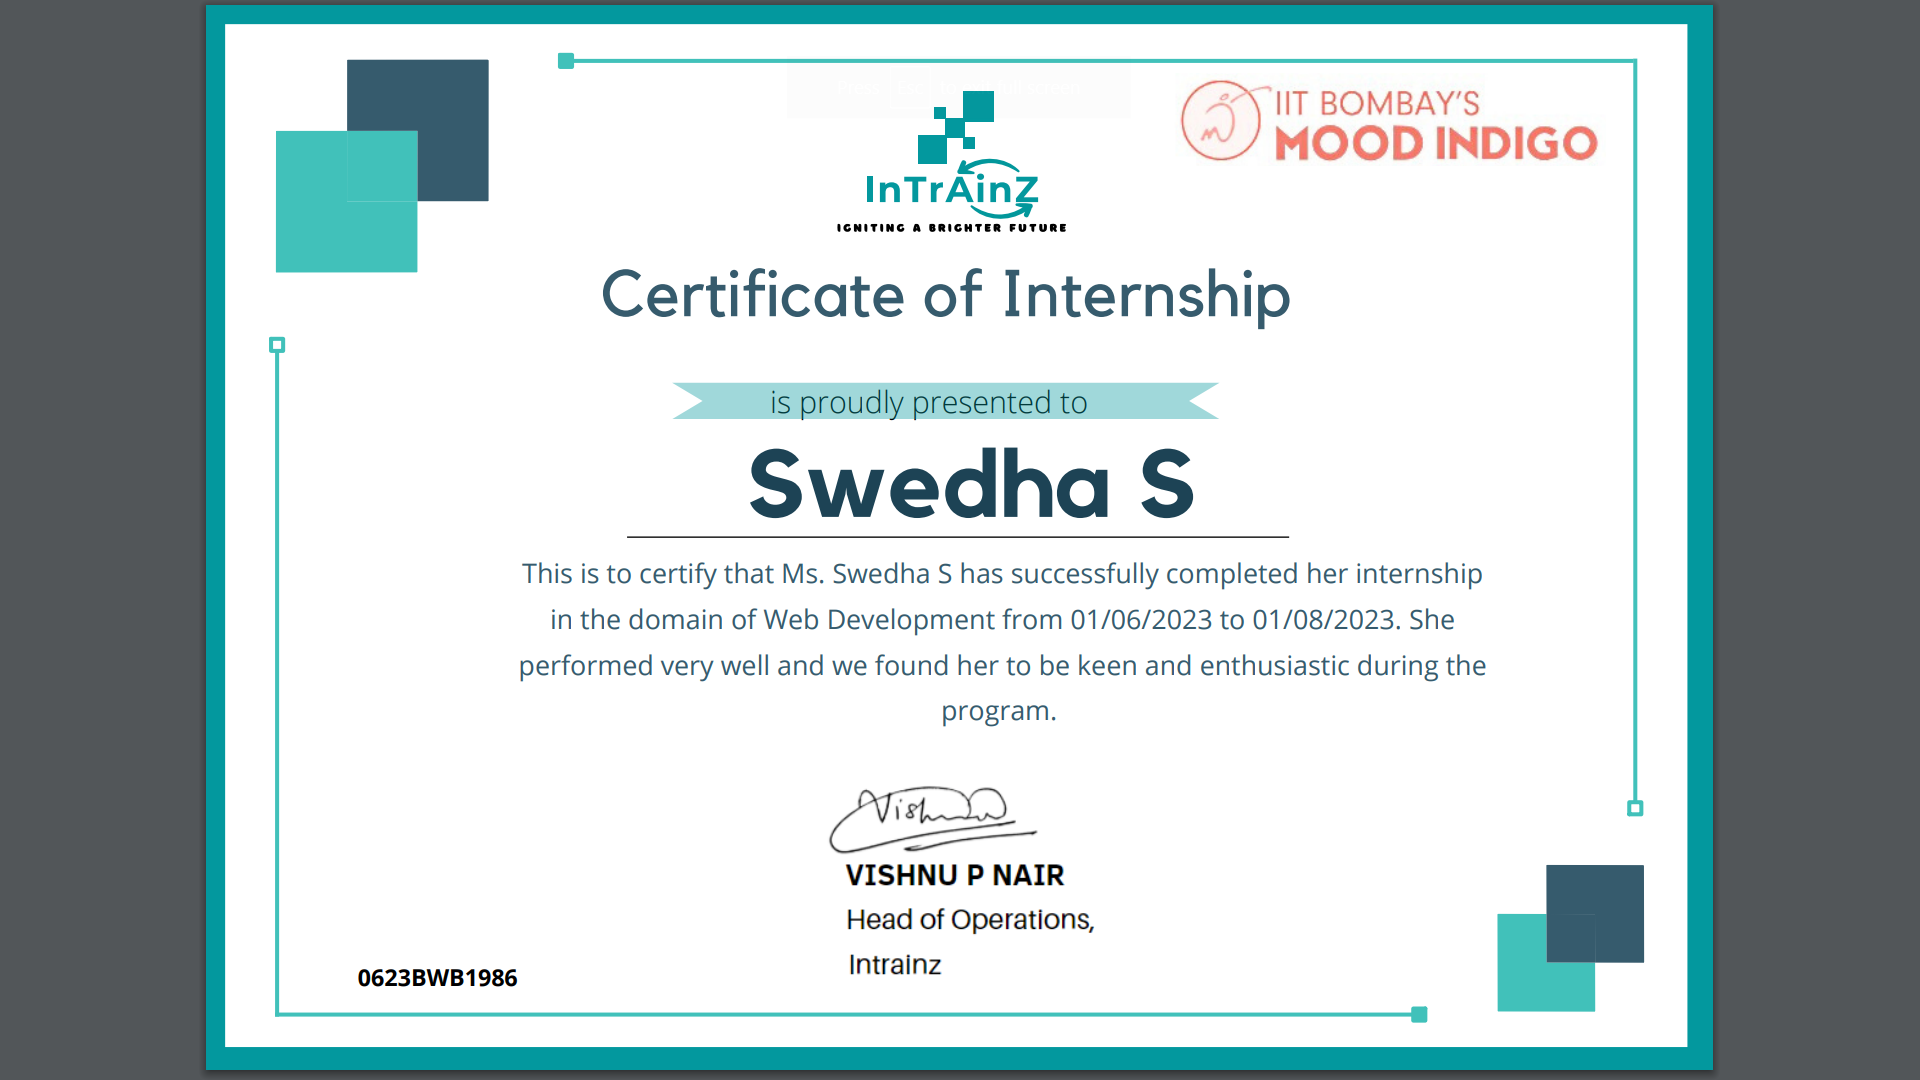 InTrAinZ
IGNITING A BRIGHTER FUTURE
IIT BOMBAY'S
MOOD INDIGO
Certificate of Internship
is proudly presented to
Swedha S
This is to certify that Ms. Swedha S has successfully completed her internship
in the domain of Web Development from 01/06/2023 to 01/08/2023. She
performed very well and we found her to be keen and enthusiastic during the
program.
Vishnu
VISHNU P NAIR
Head of Operations,
Intrainz
0623BWB1986